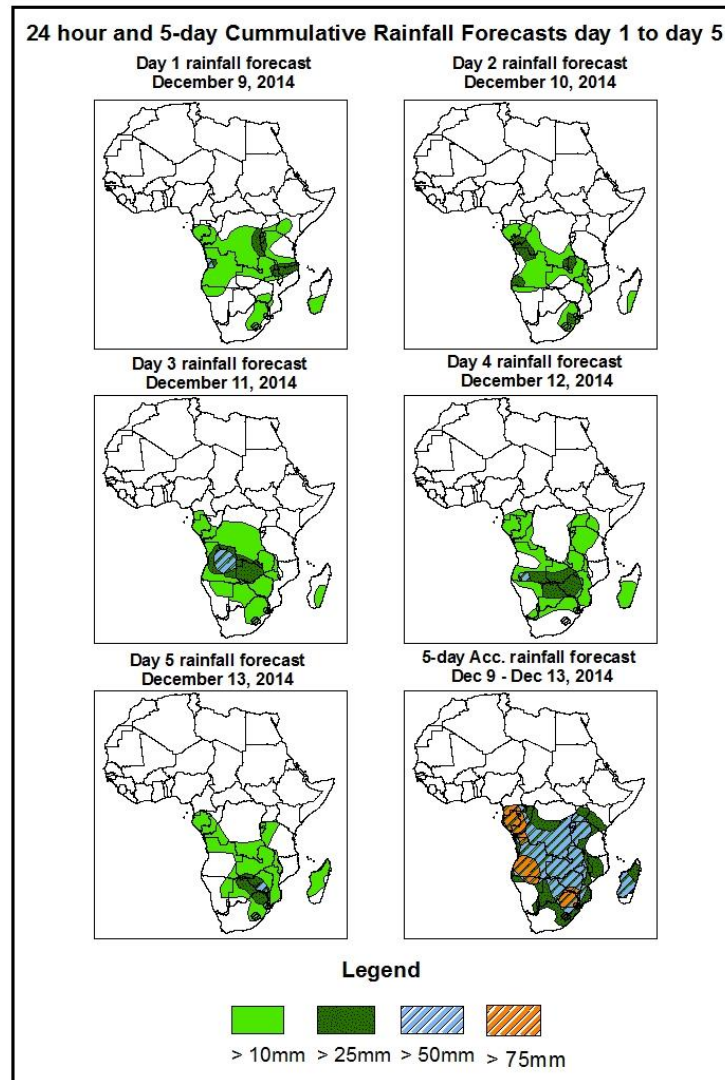 24 hour and 5-day Cummulative Rainfall Forecasts day 1 to day 5
Day 1 rainfall forecast
December 9, 2014
Day 2 rainfall forecast
December 10, 2014
Day 3 rainfall forecast
December 11, 2014
Day 4 rainfall forecast
December 12, 2014
Day 5 rainfall forecast
December 13, 2014
5-day Acc. rainfall forecast
Dec 9 - Dec 13, 2014
Legend
> 10mm > 25mm > 50mm > 75mm